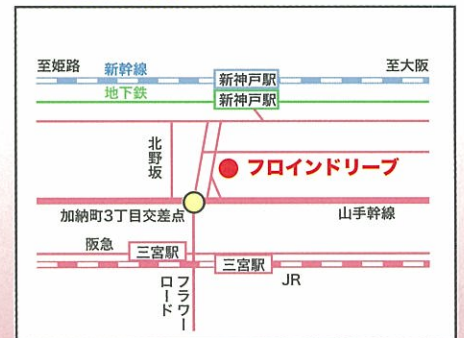 至姫路
新幹線
新神戸駅
至大阪
地下鉄
新神戸駅
北野坂
フロインドリーブ
加納町3丁目交差点
山手幹線
阪急
三宮駅
三宮駅
JR
フラワー
ロード